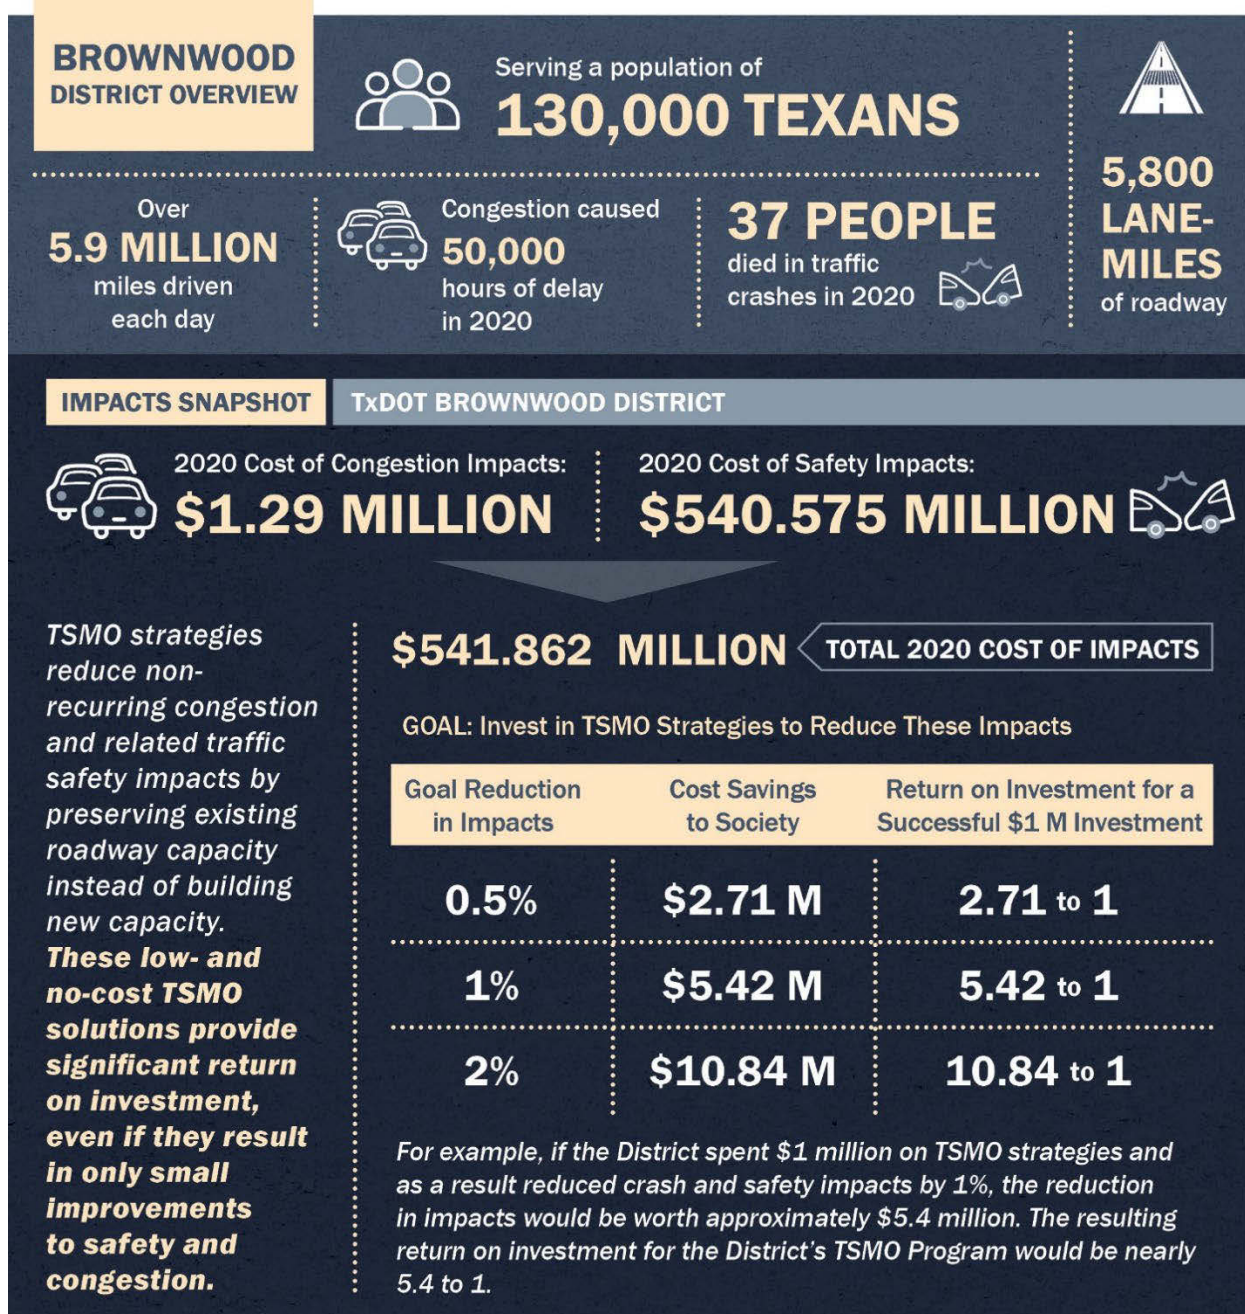 BROWNWOOD
DISTRICT OVERVIEW
Serving a population of
130,000 TEXANS
5,800
LANE-
MILES
of roadway
Over
5.9 MILLION
miles driven
each day
Congestion caused
50,000
hours of delay
in 2020
37 PEOPLE
died in traffic
crashes in 2020
IMPACTS SNAPSHOT
TxDOT BROWNWOOD DISTRICT
2020 Cost of Congestion Impacts:
$1.29 MILLION
2020 Cost of Safety Impacts:
$540.575 MILLION
TSMO strategies
reduce non-
recurring congestion
and related traffic
safety impacts by
preserving existing
roadway capacity
instead of building
new capacity.
These low- and
no-cost TSMO
solutions provide
significant return
on investment,
even if they result
in only small
improvements
to safety and
congestion.
$541.862 MILLION
TOTAL 2020 COST OF IMPACTS
GOAL: Invest in TSMO Strategies to Reduce These Impacts
Goal Reduction
in Impacts
Cost Savings
to Society
Return on Investment for a
Successful $1 M Investment
0.5% $2.71 M 2.71 to 1
1% $5.42 M 5.42 to 1
2% $10.84 M 10.84 to 1
For example, if the District spent $1 million on TSMO strategies and
as a result reduced crash and safety impacts by 1%, the reduction
in impacts would be worth approximately $5.4 million. The resulting
return on investment for the District's TSMO Program would be nearly
5.4 to 1.